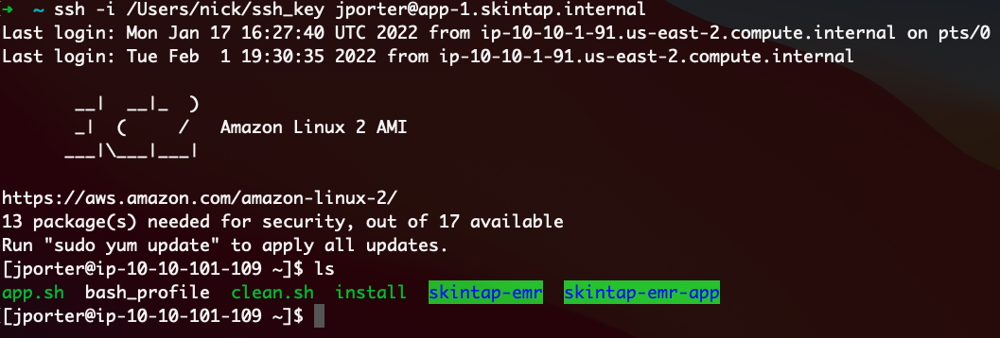 → ~ ssh -i /Users/nick/ssh_key jporter@app-1.skintap.internal
Last login: Mon Jan 17 16:27:40 UTC 2022 from ip-10-10-1-91.us-east-2.compute.internal on pts/0
Last login: Tue Feb  1 19:30:35 2022 from ip-10-10-1-91.us-east-2.compute.internal

       __|  __|_  )
       _|  (     /   Amazon Linux 2 AMI
      ___|\___|___|

https://aws.amazon.com/amazon-linux-2/
13 package(s) needed for security, out of 17 available
Run "sudo yum update" to apply all updates.
[jporter@ip-10-10-101-109 ~]$ ls
app.sh  bash_profile  clean.sh  install  skintap-emr  skintap-emr-app
[jporter@ip-10-10-101-109 ~]$